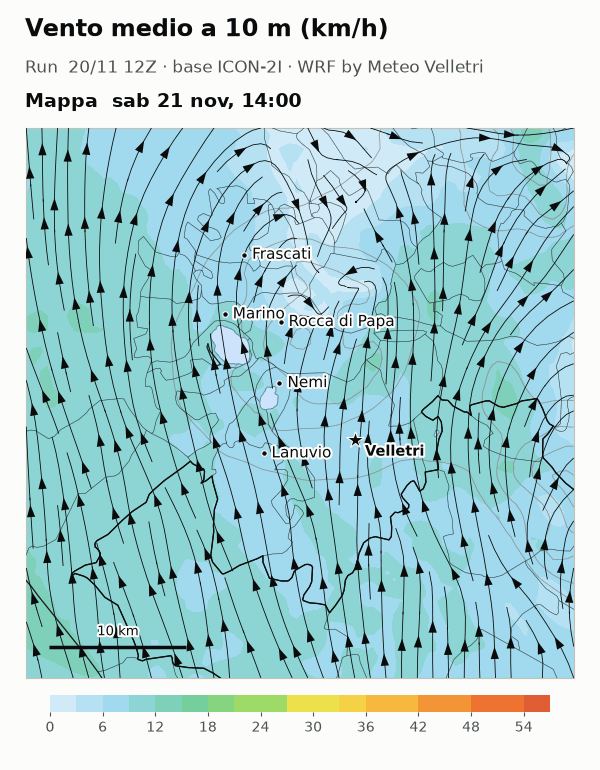 Vento medio a 10 m (km/h)
Run  20/11 12Z · base ICON-2I · WRF by Meteo Velletri
Mappa  sab 21 nov, 14:00
Frascati
Marino
Rocca di Papa
Nemi
Velletri
Lanuvio
10 km
0 6 12 18 24 30 36 42 48 54